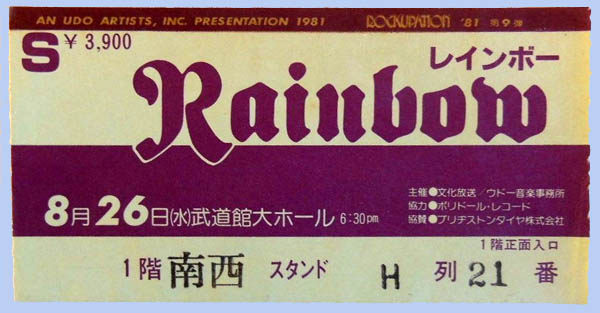 AN UDO ARTISTS, INC. PRESENTATION 1981 ROCKUPATION '81 第9弾
S ¥3,900
レインボー
Rainbow
8月26日(水)武道館大ホール 6:30pm
主催●文化放送/ウドー音楽事務所
協力●ポリドール・レコード
協賛●ブリヂストンタイヤ株式会社
1階正面入口
1階 南西 スタンド H 列 21 番